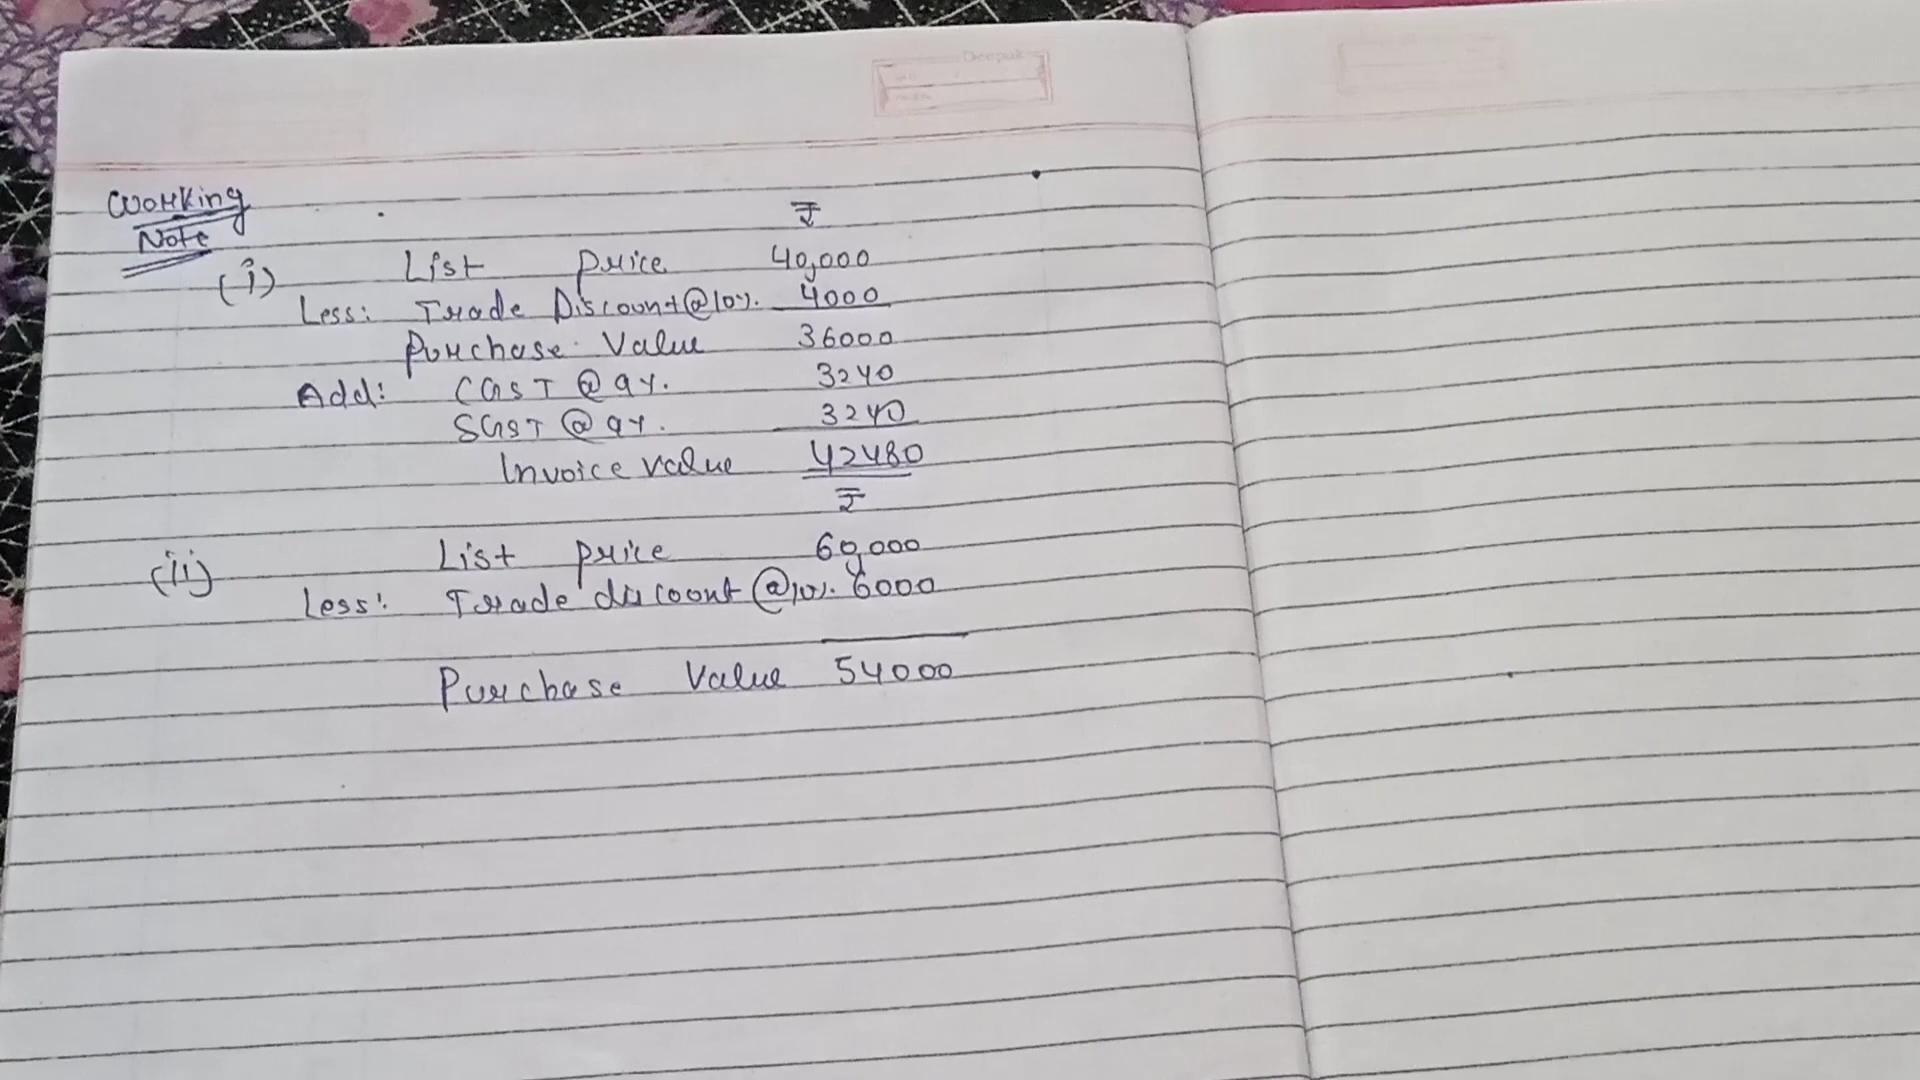 Deepak
Working
Note
₹
(i) List price 40,000
Less: Trade Discount@10%. 4000
Purchase Value 36000
Add: CGST @9%. 3240
SGST @9%. 3240
Invoice value 42480
₹
(ii) List price 60,000
Less: Trade discount @10%. 6000
Purchase Value 54000